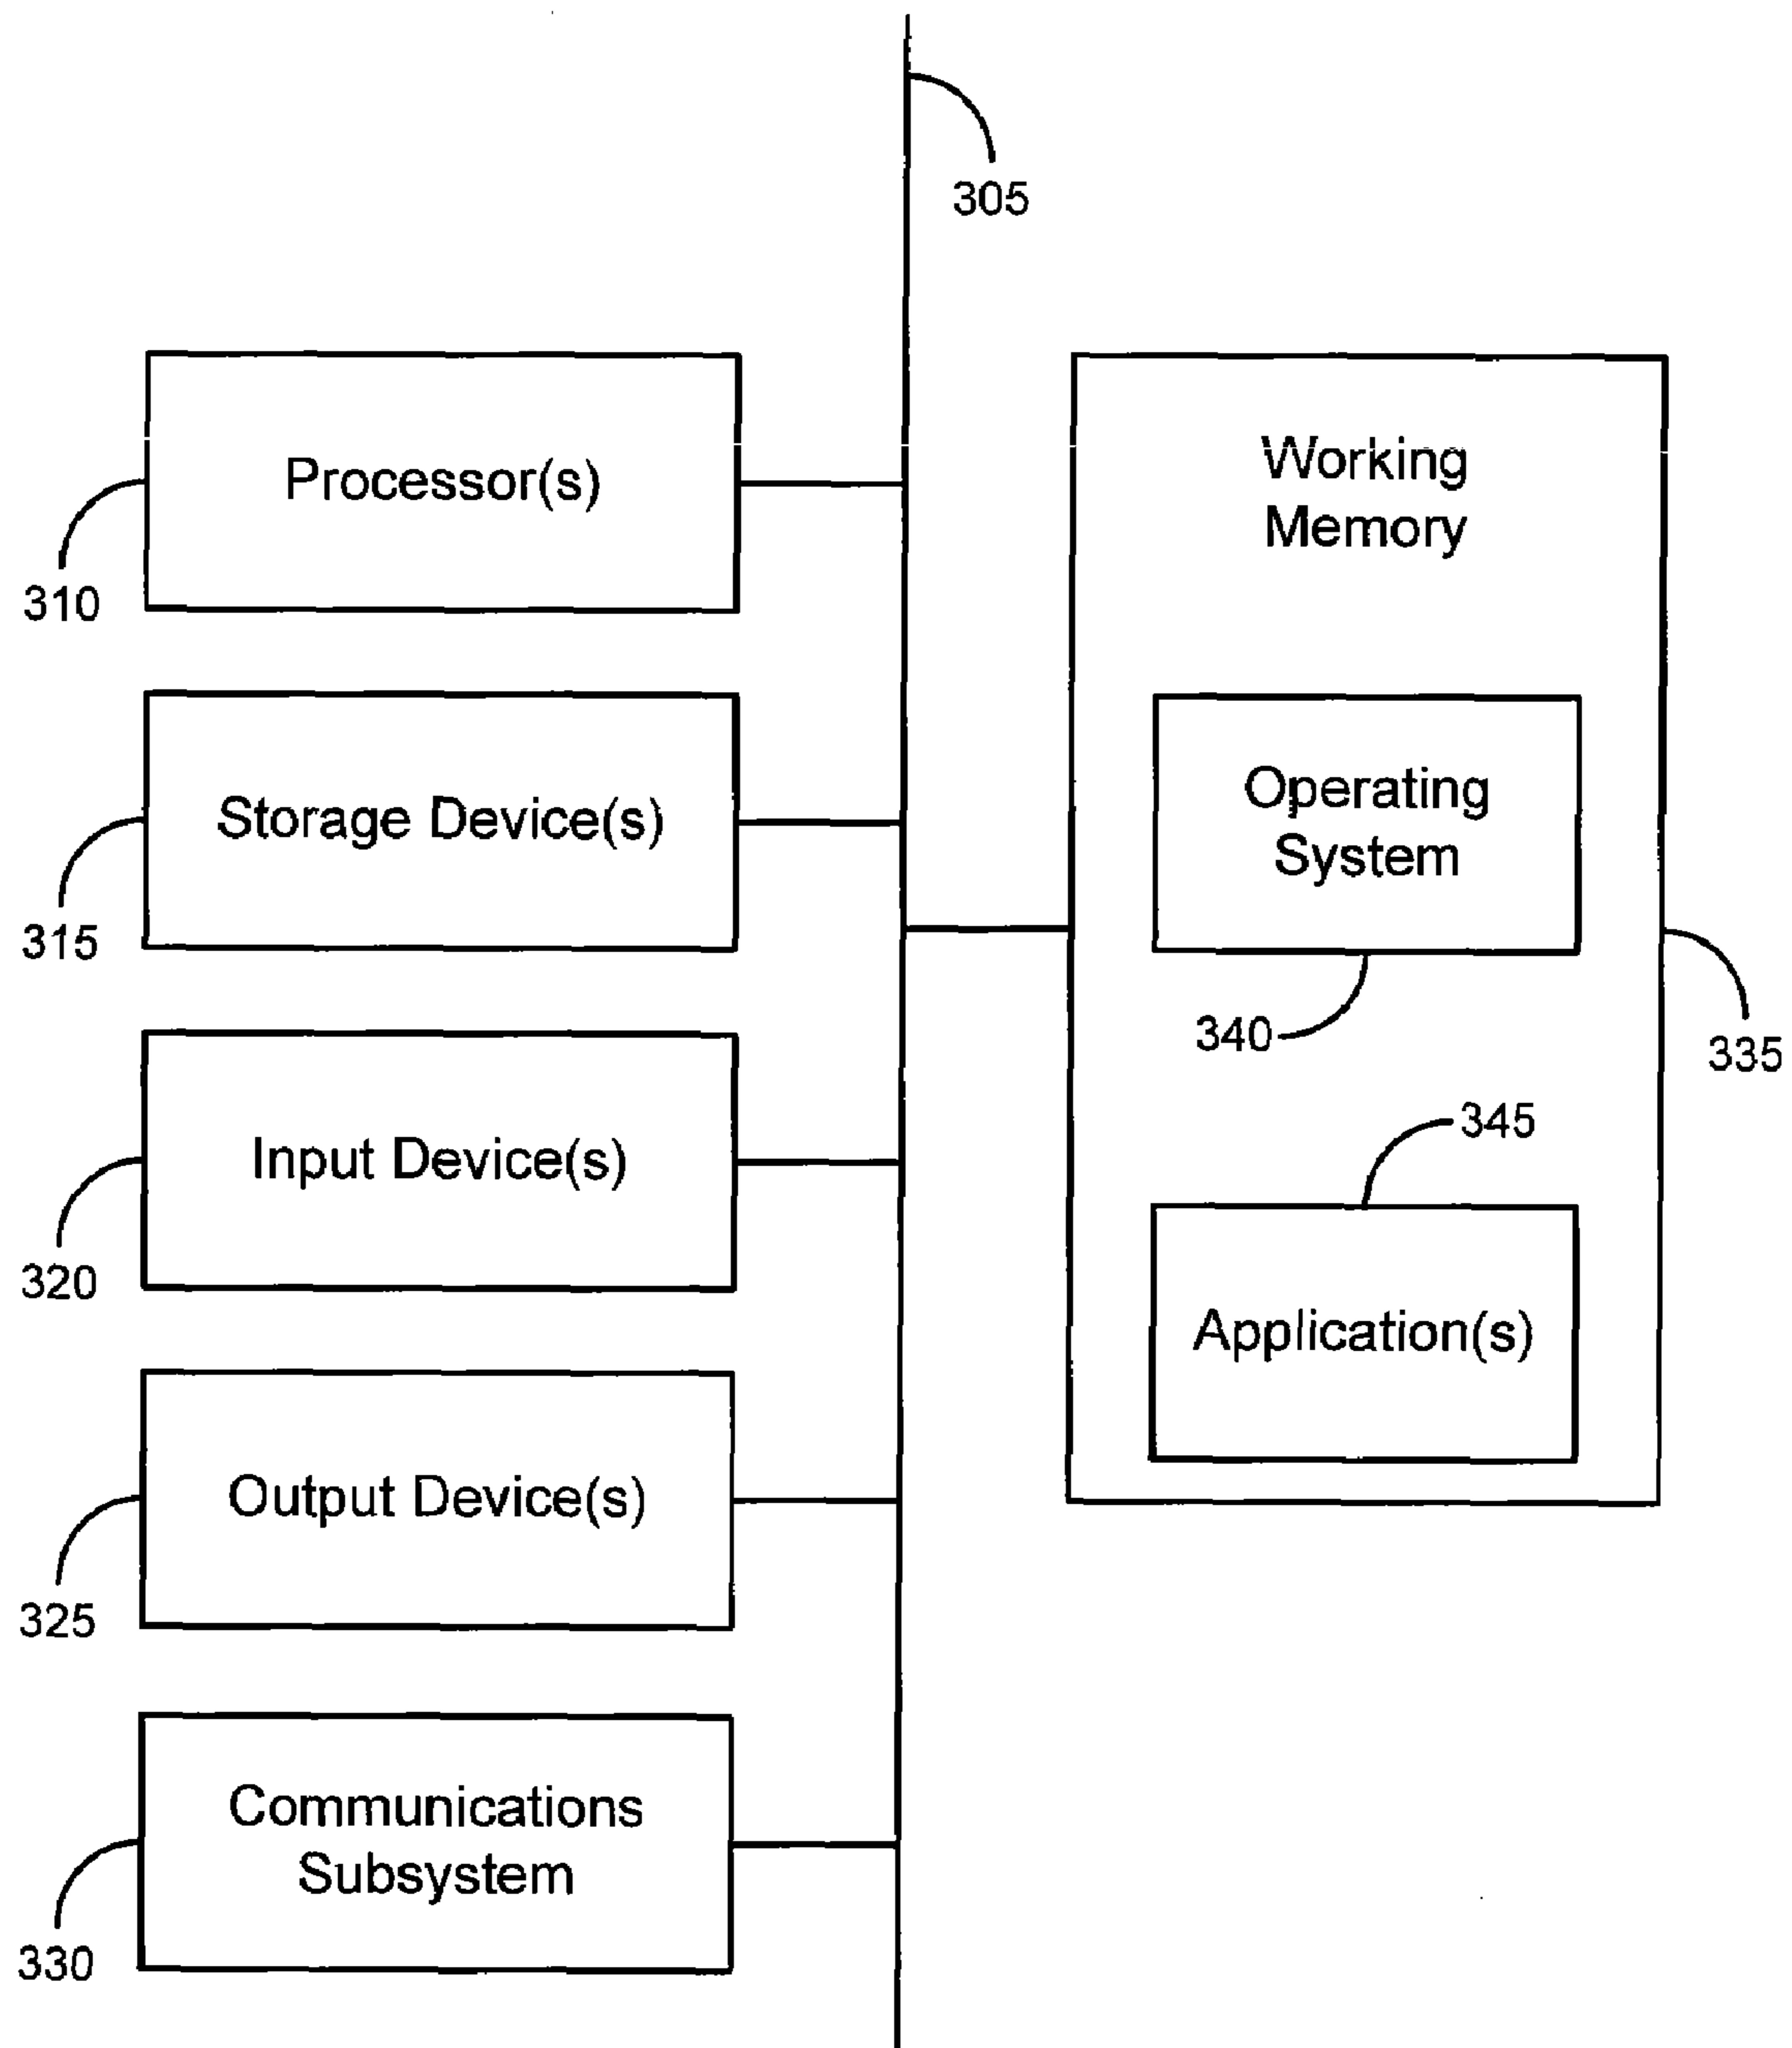 305
Processor(s)
310
Storage Device(s)
315
Input Device(s)
320
Output Device(s)
325
Communications
Subsystem
330
Working
Memory
Operating
System
340
335
345
Application(s)